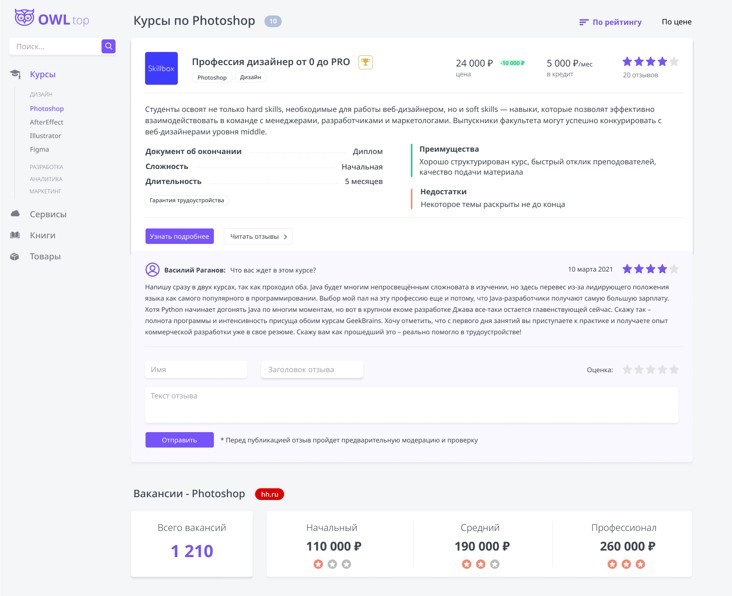 OWLtop
Поиск...
Курсы
ДИЗАЙН
Photoshop
AfterEffect
Illustrator
Figma
РАЗРАБОТКА
АНАЛИТИКА
МАРКЕТИНГ
Сервисы
Книги
Товары
Курсы по Photoshop 10
По рейтингу По цене
Skillbox
Профессия дизайнер от 0 до PRO
Photoshop Дизайн
24 000 ₽ -10 000 ₽
цена
5 000 ₽/мес
в кредит
20 отзывов
Студенты освоят не только hard skills, необходимые для работы веб-дизайнером, но и soft skills — навыки, которые позволят эффективно
взаимодействовать в команде с менеджерами, разработчиками и маркетологами. Выпускники факультета могут успешно конкурировать с
веб-дизайнерами уровня middle.
Документ об окончании Диплом
Сложность Начальная
Длительность 5 месяцев
Гарантия трудоустройства
Преимущества
Хорошо структурирован курс, быстрый отклик преподавателей,
качество подачи материала
Недостатки
Некоторое темы раскрыты не до конца
Узнать подробнее
Читать отзывы
Василий Раганов: Что вас ждет в этом курсе?
10 марта 2021
Напишу сразу в двух курсах, так как проходил оба. Java будет многим непросвещённым сложновата в изучении, но здесь перевес из-за лидирующего положения
языка как самого популярного в программировании. Выбор мой пал на эту профессию еще и потому, что Java-разработчики получают самую большую зарплату.
Хотя Python начинает догонять Java по многим моментам, но вот в крупном екоме разработке Джава все-таки остается главенствующей сейчас. Скажу так –
полнота программы и интенсивность присуща обоим курсам GeekBrains. Хочу отметить, что с первого дня занятий вы приступаете к практике и получаете опыт
коммерческой разработки уже в свое резюме. Скажу вам как прошедший это – реально помогло в трудоустройстве!
Имя
Заголовок отзыва
Оценка:
Текст отзыва
Отправить
* Перед публикацией отзыв пройдет предварительную модерацию и проверку
Вакансии - Photoshop hh.ru
Всего вакансий
1 210
Начальный
110 000 ₽
Средний
190 000 ₽
Профессионал
260 000 ₽